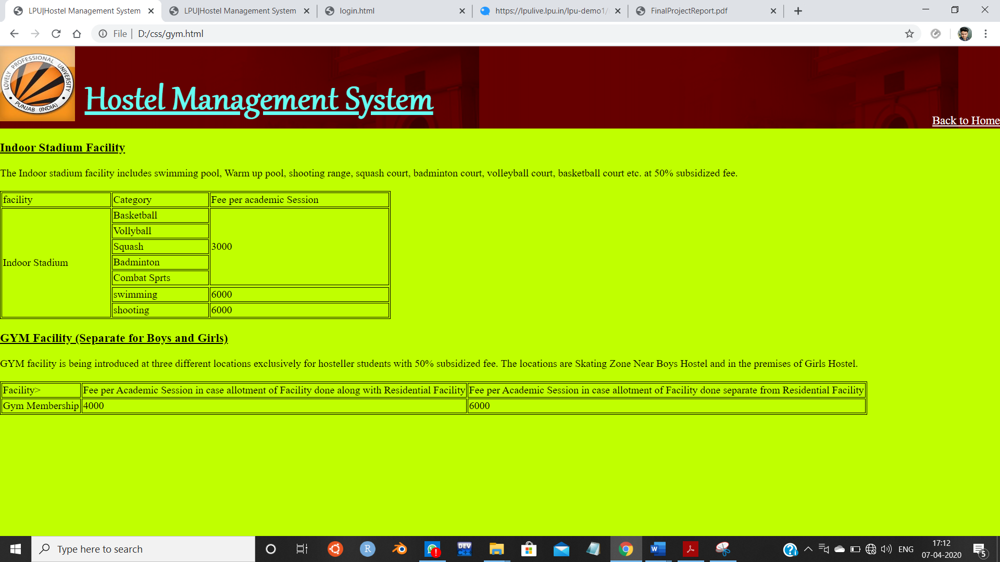 LPU|Hostel Management System
LPU|Hostel Management System
login.html
https://lpulive.lpu.in/lpu-demo1/
FinalProjectReport.pdf
File | D:/css/gym.html
LOVELY PROFESSIONAL UNIVERSITY
PUNJAB (INDIA)
Hostel Management System
Back to Home
Indoor Stadium Facility
The Indoor stadium facility includes swimming pool, Warm up pool, shooting range, squash court, badminton court, volleyball court, basketball court etc. at 50% subsidized fee.
facility Category Fee per academic Session
Basketball
Vollyball
Squash 3000
Indoor Stadium Badminton
Combat Sprts
swimming 6000
shooting 6000
GYM Facility (Separate for Boys and Girls)
GYM facility is being introduced at three different locations exclusively for hosteller students with 50% subsidized fee. The locations are Skating Zone Near Boys Hostel and in the premises of Girls Hostel.
Facility> Fee per Academic Session in case allotment of Facility done along with Residential Facility Fee per Academic Session in case allotment of Facility done separate from Residential Facility
Gym Membership 4000 6000
Type here to search
R
DEV
C++
W
ENG
17:12
07-04-2020
5